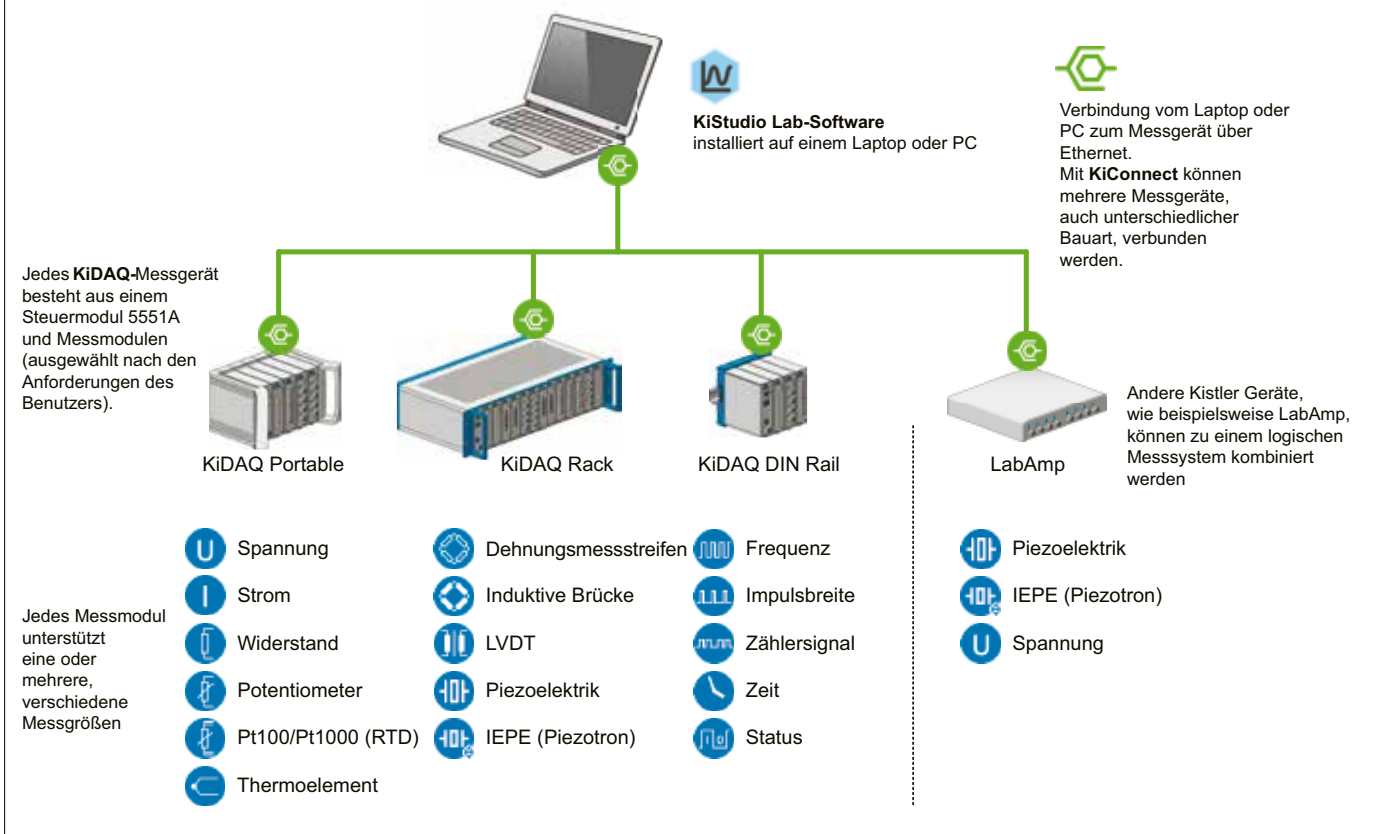 KiStudio Lab-Software
installiert auf einem Laptop oder PC
Verbindung vom Laptop oder
PC zum Messgerät über
Ethernet.
Mit KiConnect können
mehrere Messgeräte,
auch unterschiedlicher
Bauart, verbunden
werden.
Jedes KiDAQ-Messgerät
besteht aus einem
Steuermodul 5551A
und Messmodulen
(ausgewählt nach den
Anforderungen des
Benutzers).
KiDAQ Portable
KiDAQ Rack
KiDAQ DIN Rail
LabAmp
Andere Kistler Geräte,
wie beispielsweise LabAmp,
können zu einem logischen
Messsystem kombiniert
werden
Jedes Messmodul
unterstützt
eine oder
mehrere,
verschiedene
Messgrößen
U Spannung
Strom
Widerstand
Potentiometer
Pt100/Pt1000 (RTD)
Thermoelement
Dehnungsmessstreifen
Induktive Brücke
LVDT
Piezoelektrik
IEPE (Piezotron)
Frequenz
Impulsbreite
Zählersignal
Zeit
Status
Piezoelektrik
IEPE (Piezotron)
U Spannung